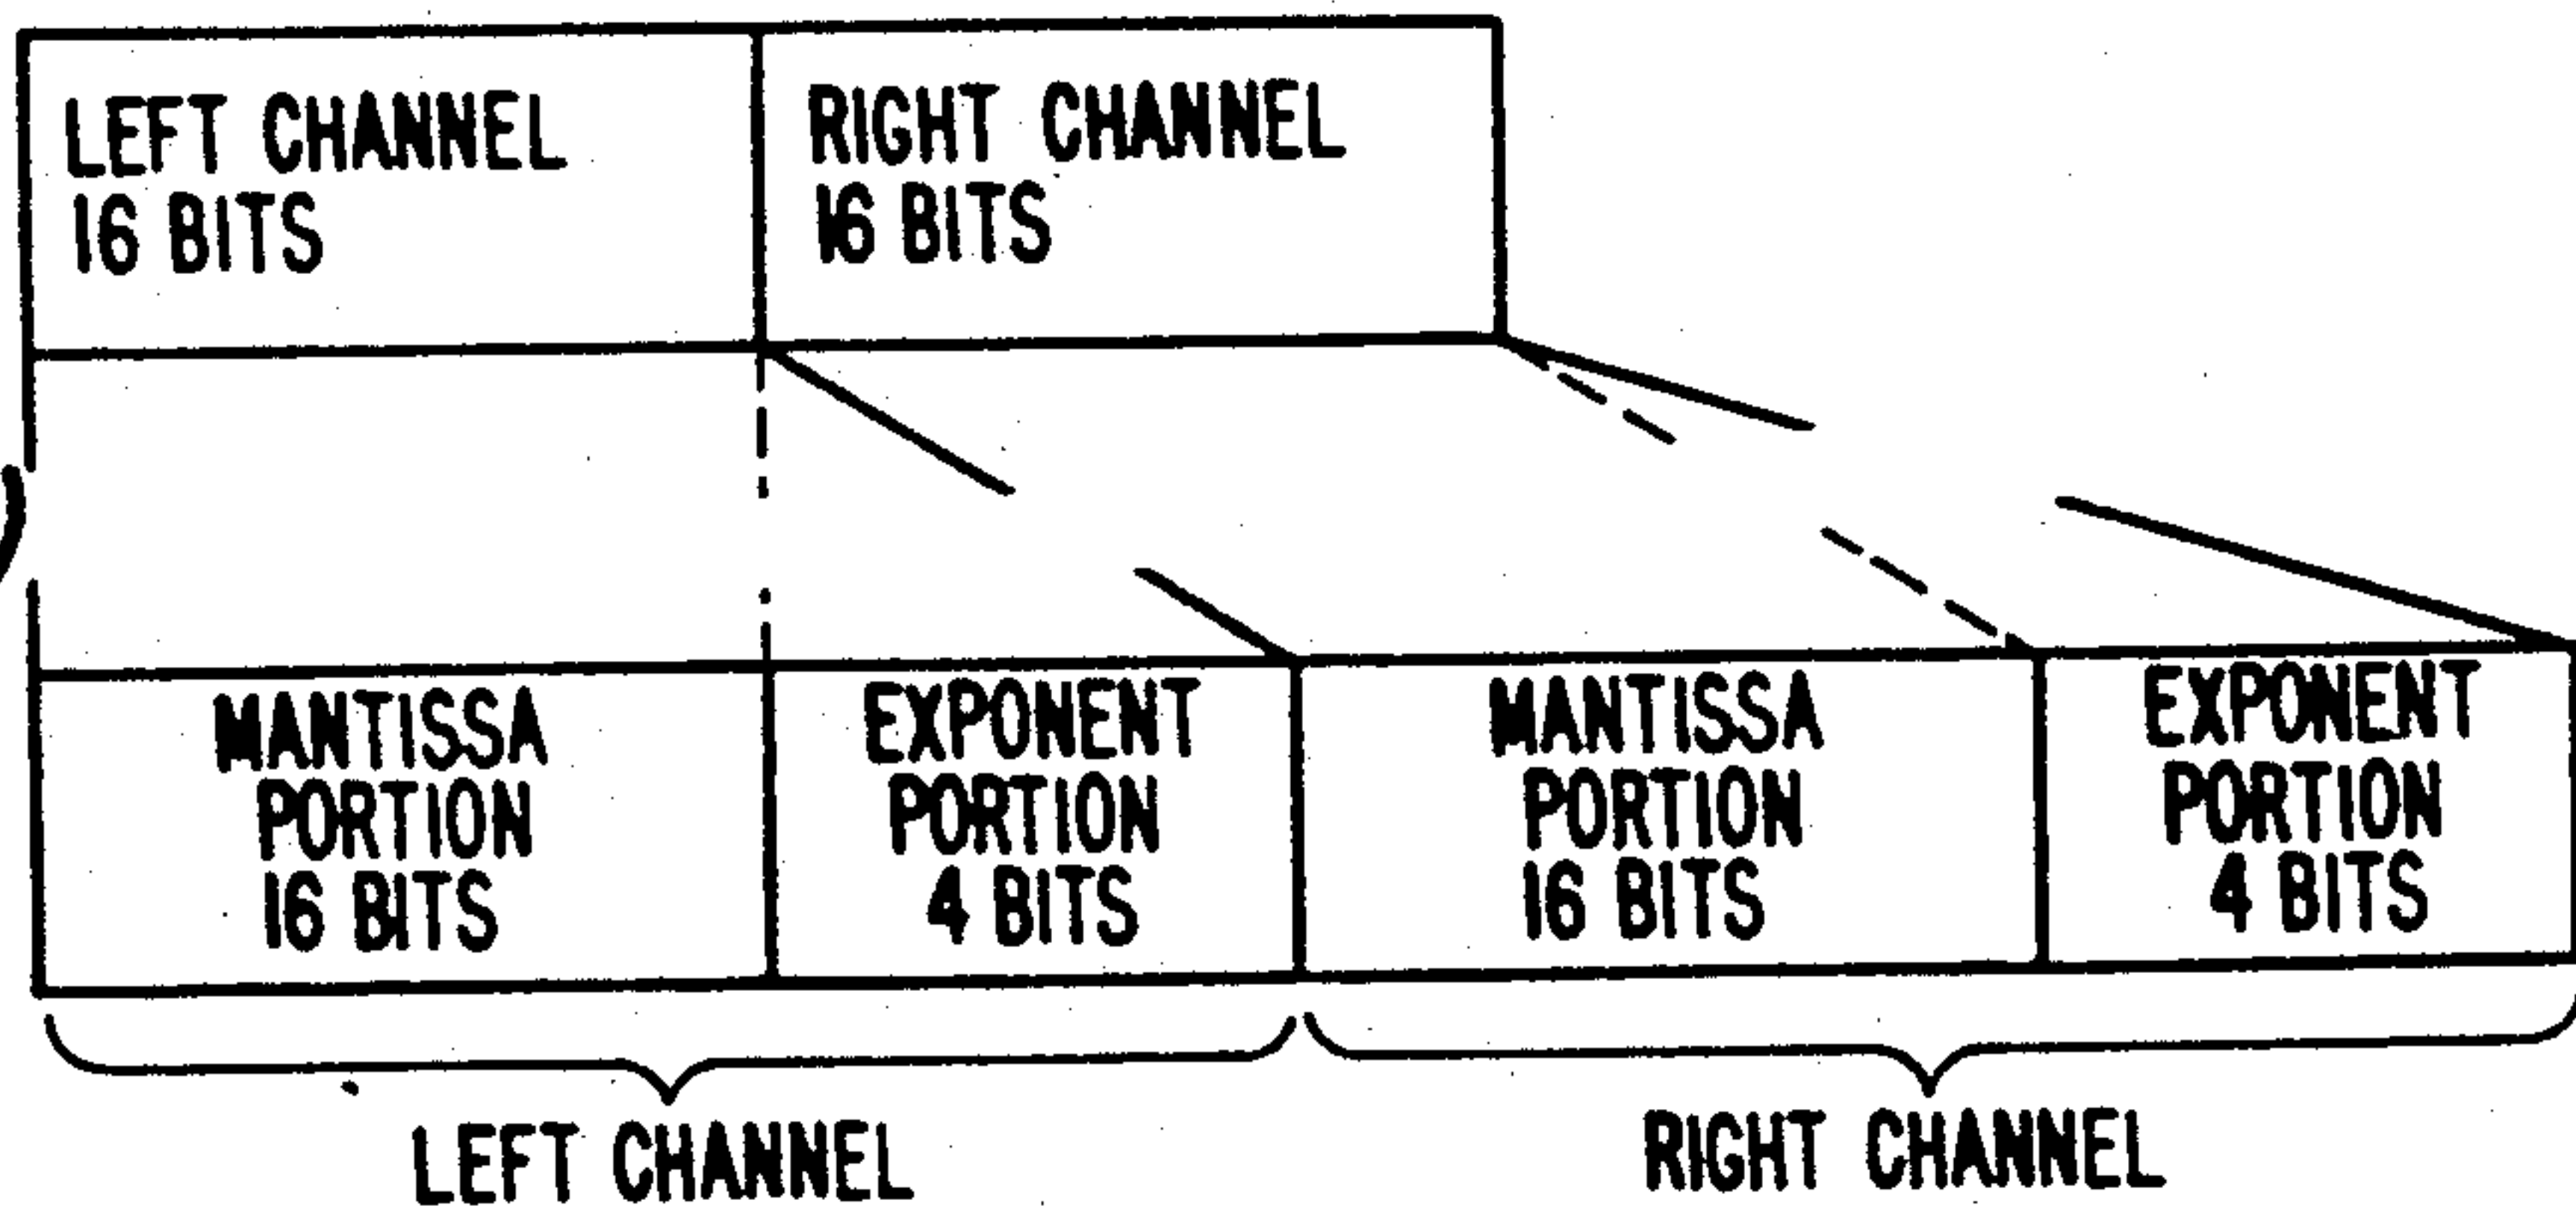 LEFT CHANNEL
16 BITS
RIGHT CHANNEL
16 BITS
MANTISSA
PORTION
16 BITS
EXPONENT
PORTION
4 BITS
MANTISSA
PORTION
16 BITS
EXPONENT
PORTION
4 BITS
LEFT CHANNEL
RIGHT CHANNEL